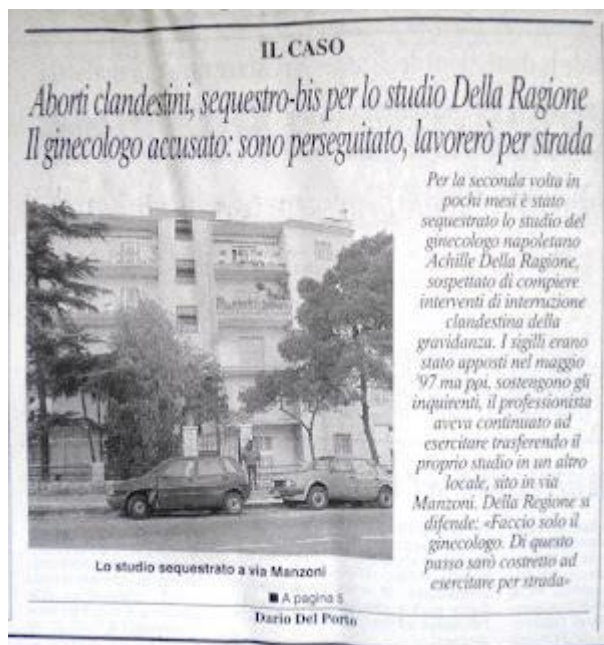 IL CASO
Aborti clandestini, sequestro-bis per lo studio Della Ragione
Il ginecologo accusato: sono perseguitato, lavorerò per strada
Per la seconda volta in
pochi mesi è stato
sequestrato lo studio del
ginecologo napoletano
Achille Della Ragione,
sospettato di compiere
interventi di interruzione
clandestina della
gravidanza. I sigilli erano
stato apposti nel maggio
'97 ma ppi, sostengono gli
inquirenti, il professionista
aveva continuato ad
esercitare trasferendo il
proprio studio in un altro
locale, sito in via
Manzoni. Della Regione si
difende: «Faccio solo il
ginecologo. Di questo
passo sarò costretto ad
esercitare per strada»
Lo studio sequestrato a via Manzoni
■ A pagina 5
Dario Del Porto